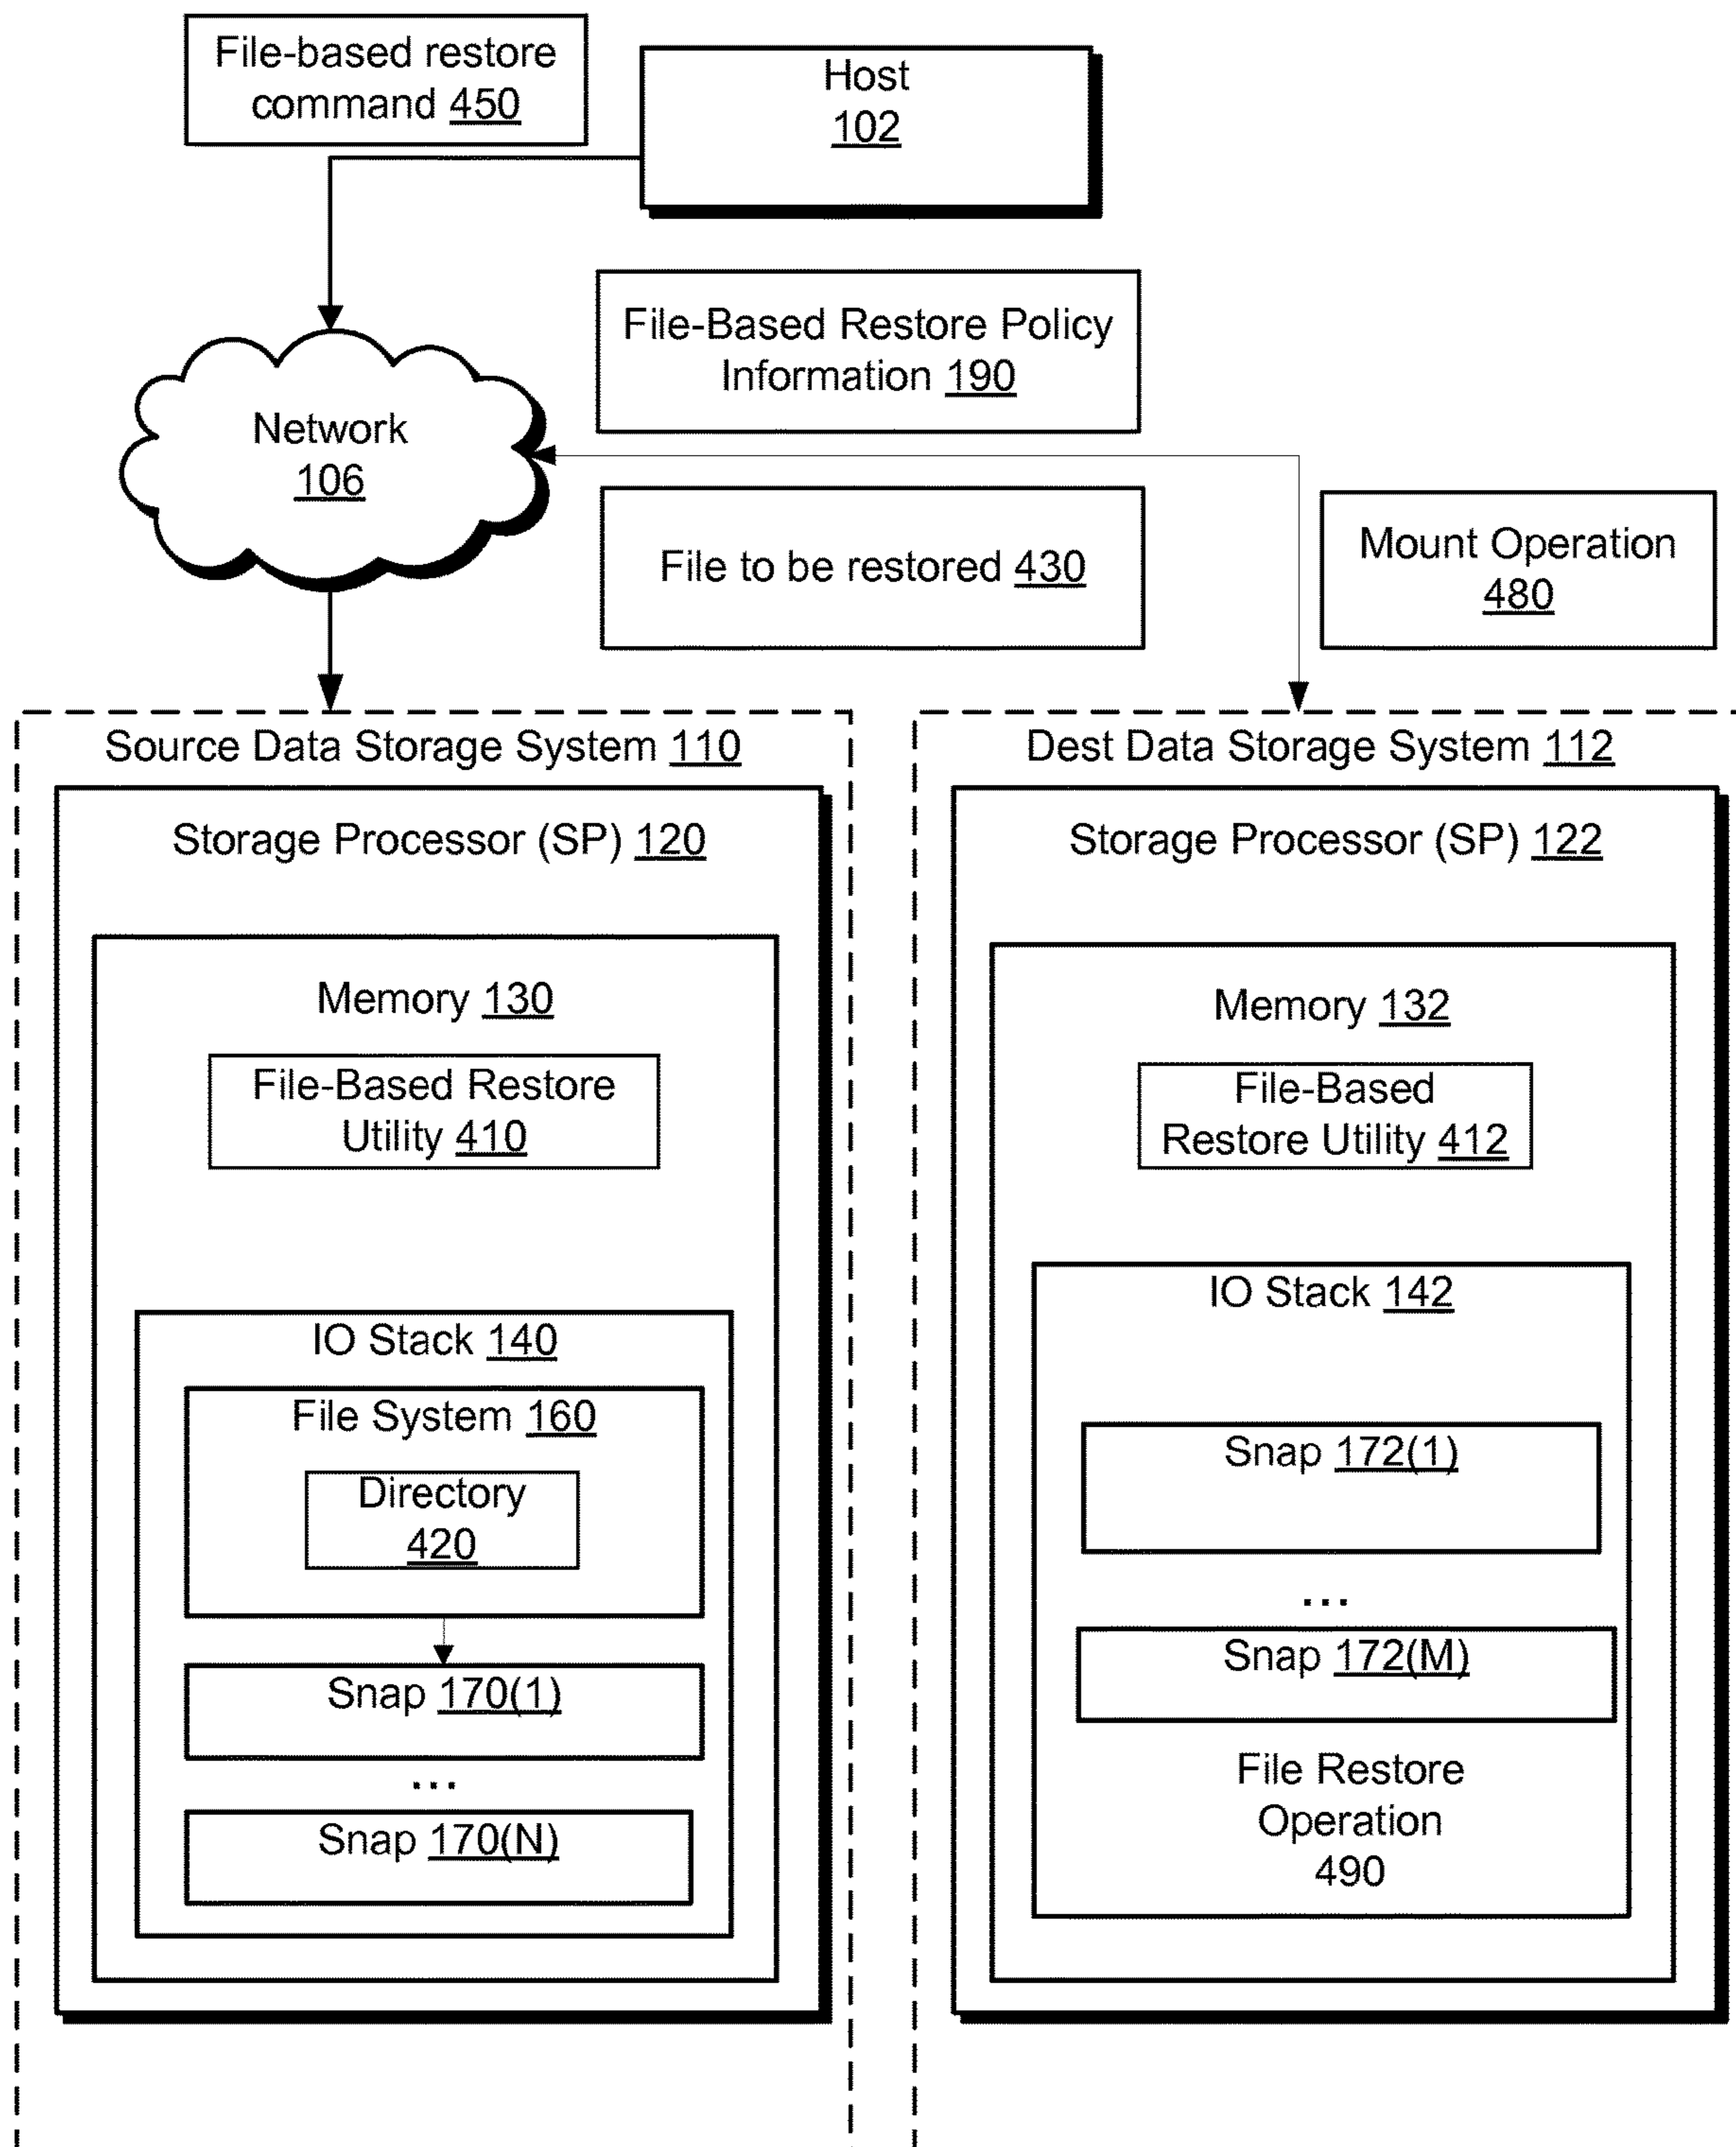 File-based restore
command 450
Host
102
File-Based Restore Policy
Information 190
Network
106
File to be restored 430
Mount Operation
480
Source Data Storage System 110
Storage Processor (SP) 120
Memory 130
File-Based Restore
Utility 410
IO Stack 140
File System 160
Directory
420
Snap 170(1)
...
Snap 170(N)
Dest Data Storage System 112
Storage Processor (SP) 122
Memory 132
File-Based
Restore Utility 412
IO Stack 142
Snap 172(1)
...
Snap 172(M)
File Restore
Operation
490